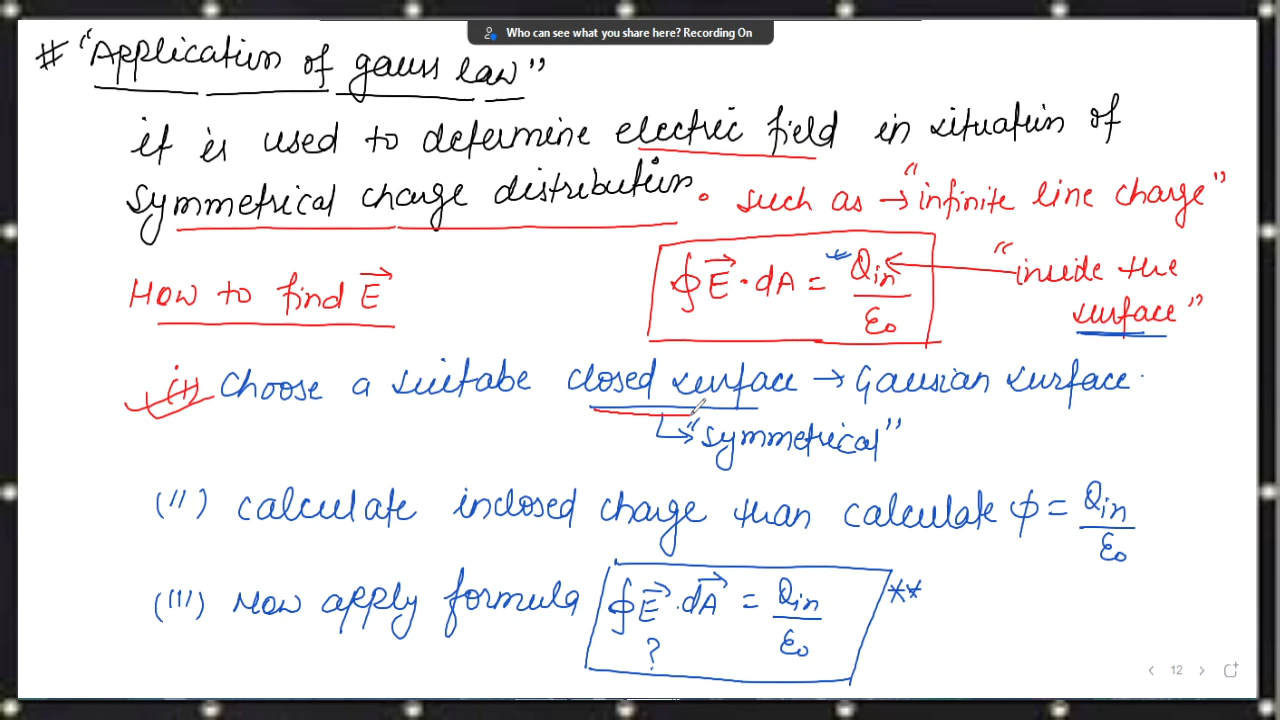 Who can see what you share here? Recording On
# "Application of gauss law"
it is used to determine electric field in situation of
symmetrical charge distribution. such as → "infinite line charge"
How to find E⃗
∮E⃗·dA = Qin/ε₀ ← "inside the surface"
(i) Choose a suitabe closed surface → Gausian surface.
↳ "symmetrical"
(ii) calculate inclosed charge than calculate ϕ = Qin/ε₀
(iii) Now apply formula ∮E⃗·dA⃗ = Qin/ε₀ **
?
< 12 >